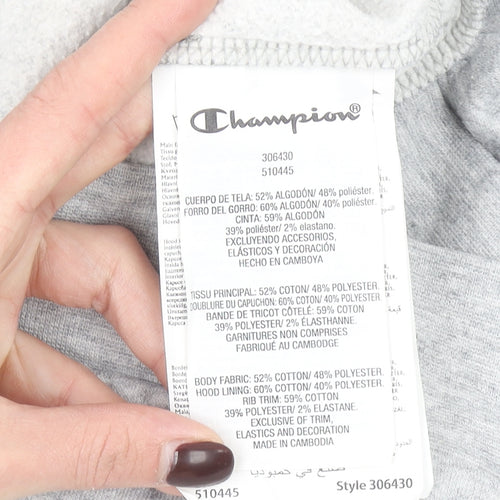 Champion®
306430
510445
CUERPO DE TELA: 52% ALGODÓN/ 48% poliéster.
FORRO DEL GORRO: 60% ALGODÓN/ 40% poliéster.
CINTA: 59% ALGODÓN
39% poliéster/ 2% elastano.
EXCLUYENDO ACCESORIOS,
ELÁSTICOS Y DECORACIÓN
HECHO EN CAMBOYA
TISSU PRINCIPAL: 52% COTON/ 48% POLYESTER.
DOUBLURE DU CAPUCHON: 60% COTON/ 40% POLYESTER.
BANDE DE TRICOT CÔTELÉ: 59% COTON
39% POLYESTER/ 2% ÉLASTHANNE.
GARNITURES NON COMPRISES
FABRIQUÉ AU CAMBODGE
BODY FABRIC: 52% COTTON/ 48% POLYESTER.
HOOD LINING: 60% COTTON/ 40% POLYESTER.
RIB TRIM: 59% COTTON
39% POLYESTER/ 2% ELASTANE.
EXCLUSIVE OF TRIM,
ELASTICS AND DECORATION
MADE IN CAMBODIA
صنع في كمبوديا
510445 Style 306430